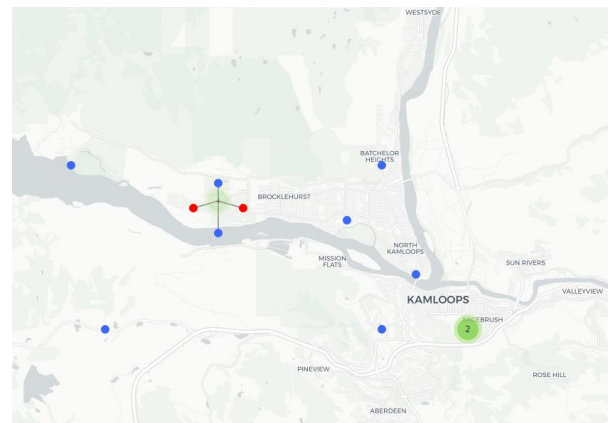 WESTSYDE
BATCHELOR
HEIGHTS
BROCKLEHURST
NORTH
KAMLOOPS
MISSION
FLATS
SUN RIVERS
VALLEYVIEW
KAMLOOPS
SAGEBRUSH
2
PINEVIEW
ROSE HILL
ABERDEEN